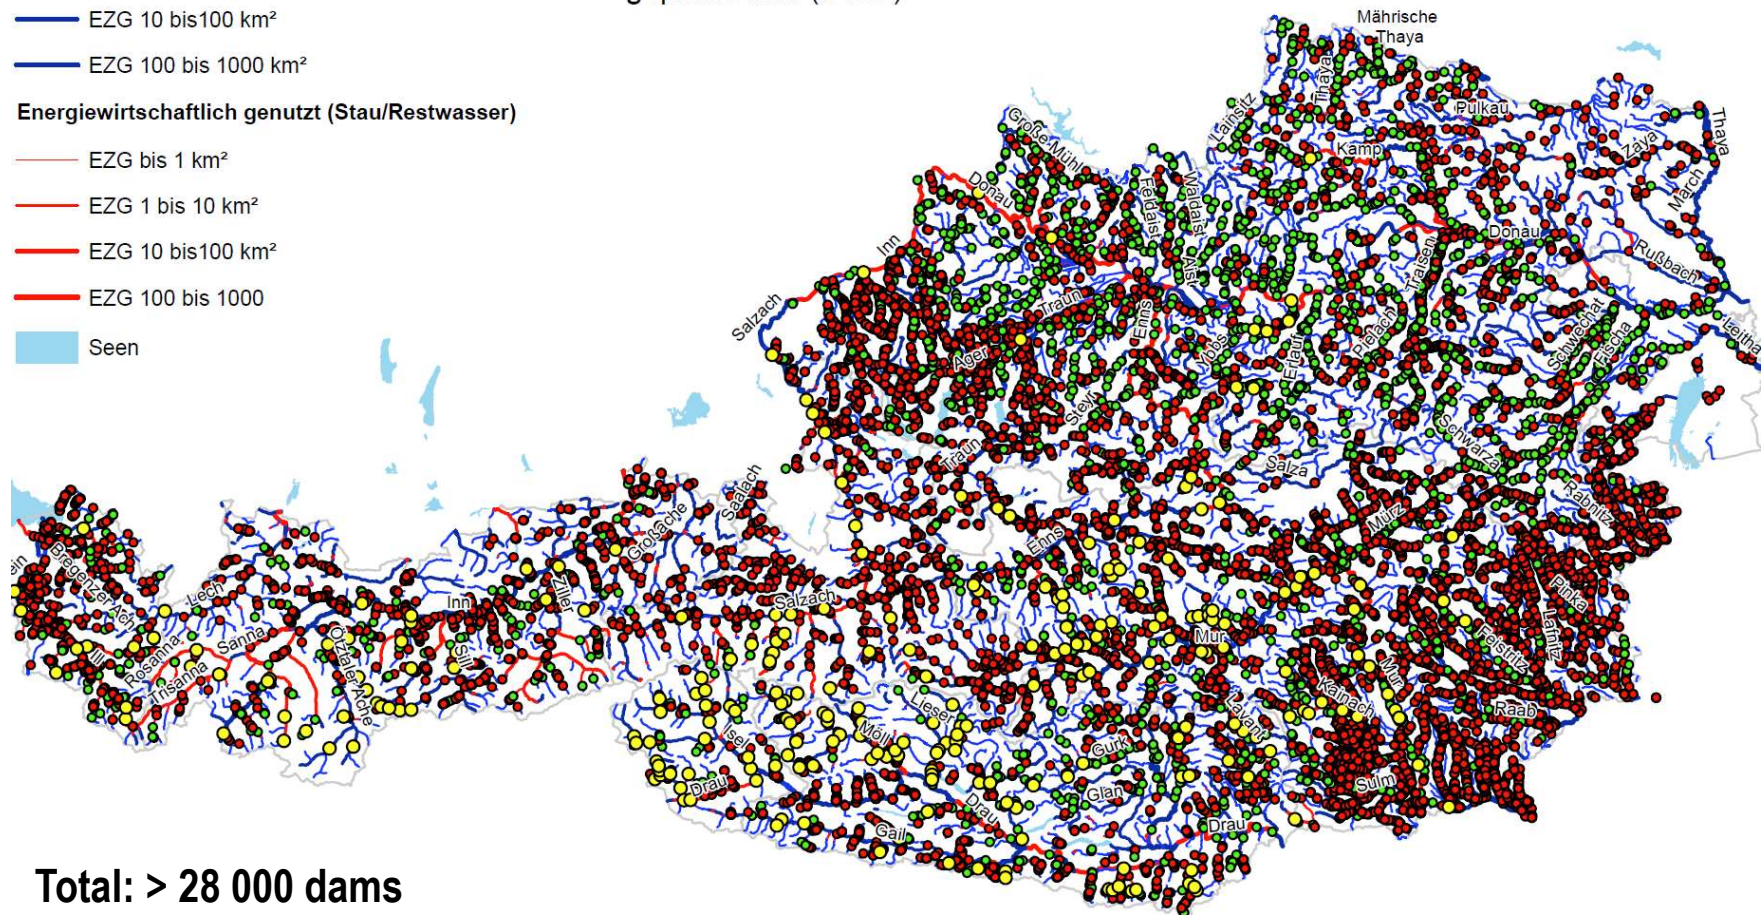 EZG 10 bis100 km²
EZG 100 bis 1000 km²
Energiewirtschaftlich genutzt (Stau/Restwasser)
EZG bis 1 km²
EZG 1 bis 10 km²
EZG 10 bis100 km²
EZG 100 bis 1000
Seen
Mährische
Thaya
Thaya
Lainsitz
Pulkau
Thaya
Große Mühl
Kamp
Zaya
March
Donau
Feldaist
Waldaist
Aist
Donau
Inn
Traisen
Rußbach
Salzach
Traun
Enns
Ybbs
Erlauf
Pielach
Schwechat
Fischa
Leitha
Ager
Steyr
Traun
Salza
Schwarza
Rabnitz
Salach
Großache
Mürz
Enns
Bregenzer Ach
Lech
Inn
Ziller
Salzach
Pinka
Lafnitz
Feistritz
Mur
Mur
Ill
Rosanna
Trisanna
Sanna
Ötztaler Ache
Sill
Isel
Möll
Lieser
Gurk
Lavant
Kainach
Raab
Drau
Drau
Glan
Sulm
Gail
Drau
Total: > 28 000 dams